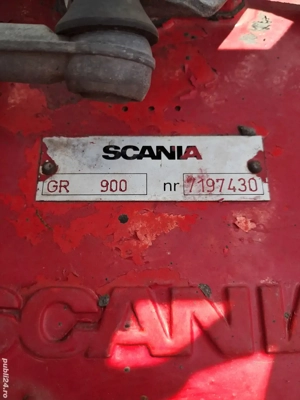 SCANIA
GR 900 nr 7197430
SCANIA
publi24.ro